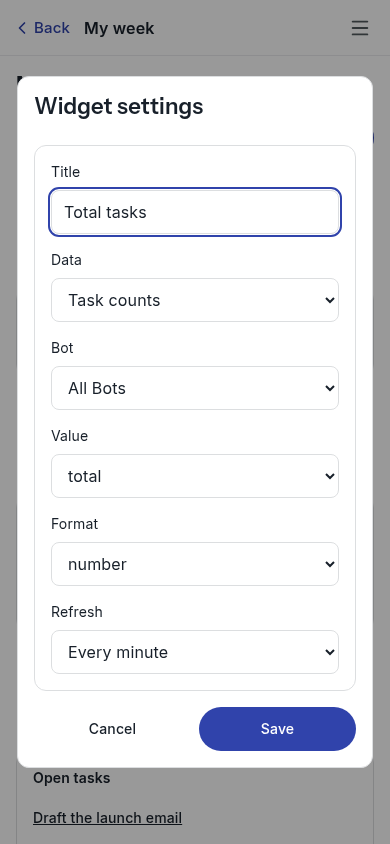 Back My week
Widget settings
Title
Total tasks
Data
Task counts
Bot
All Bots
Value
total
Format
number
Refresh
Every minute
Cancel Save
Open tasks
Draft the launch email